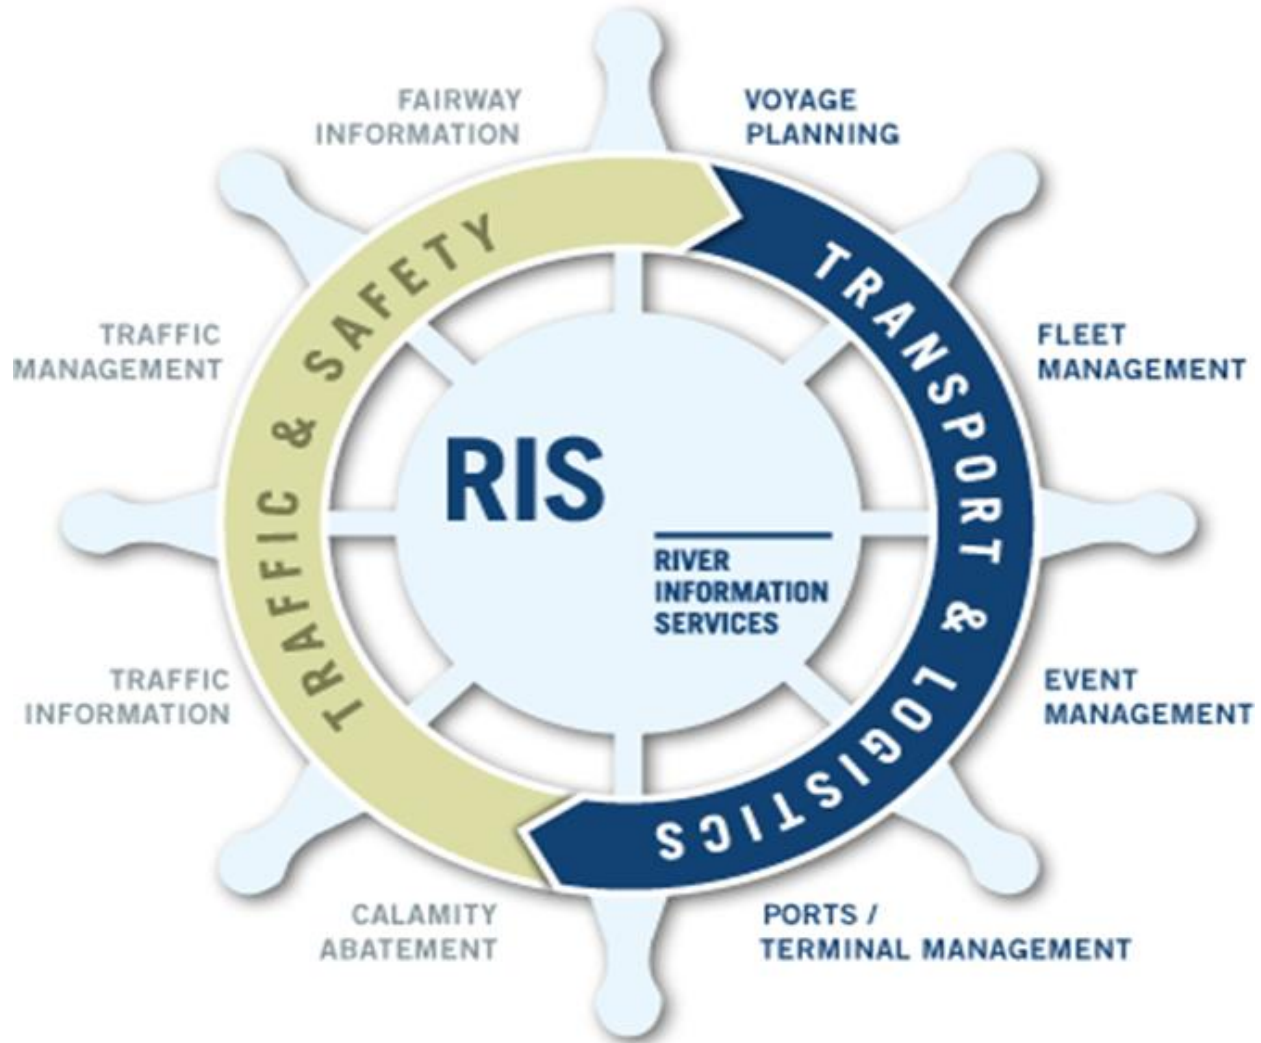 FAIRWAY
INFORMATION
VOYAGE
PLANNING
TRAFFIC & SAFETY
TRANSPORT & LOGISTICS
TRAFFIC
MANAGEMENT
FLEET
MANAGEMENT
RIS
RIVER
INFORMATION
SERVICES
TRAFFIC
INFORMATION
EVENT
MANAGEMENT
CALAMITY
ABATEMENT
PORTS /
TERMINAL MANAGEMENT